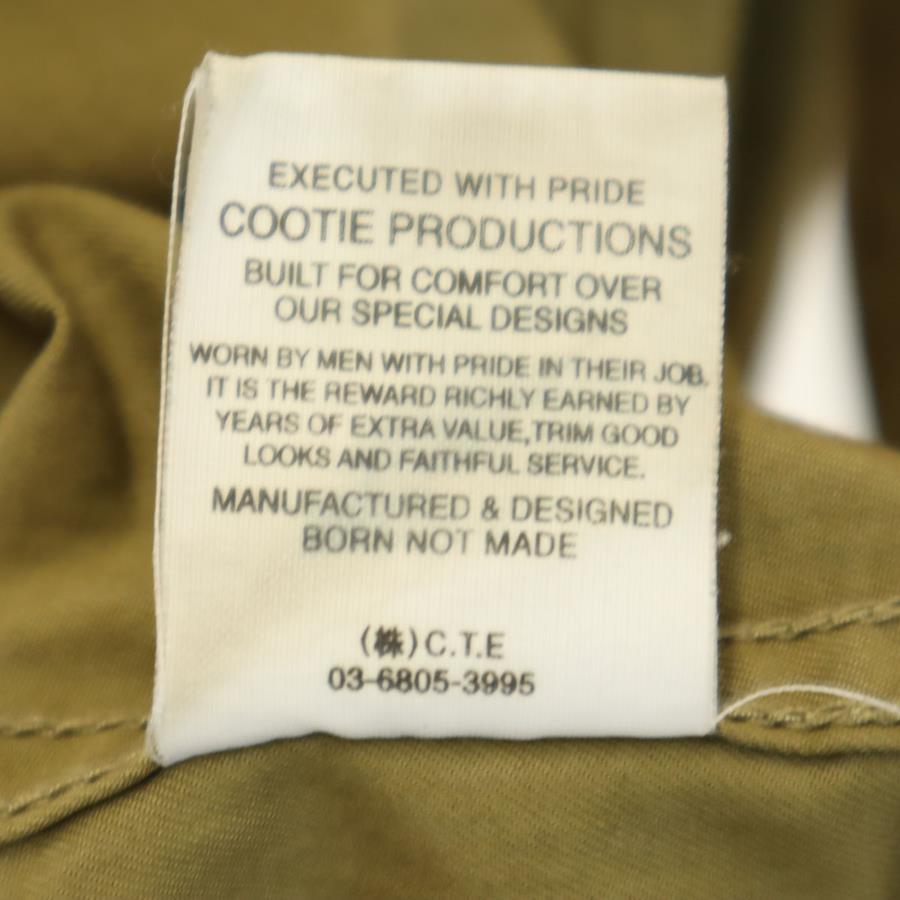 EXECUTED WITH PRIDE
COOTIE PRODUCTIONS
BUILT FOR COMFORT OVER
OUR SPECIAL DESIGNS
WORN BY MEN WITH PRIDE IN THEIR JOB.
IT IS THE REWARD RICHLY EARNED BY
YEARS OF EXTRA VALUE,TRIM GOOD
LOOKS AND FAITHFUL SERVICE.
MANUFACTURED & DESIGNED
BORN NOT MADE
(株)C.T.E
03-6805-3995